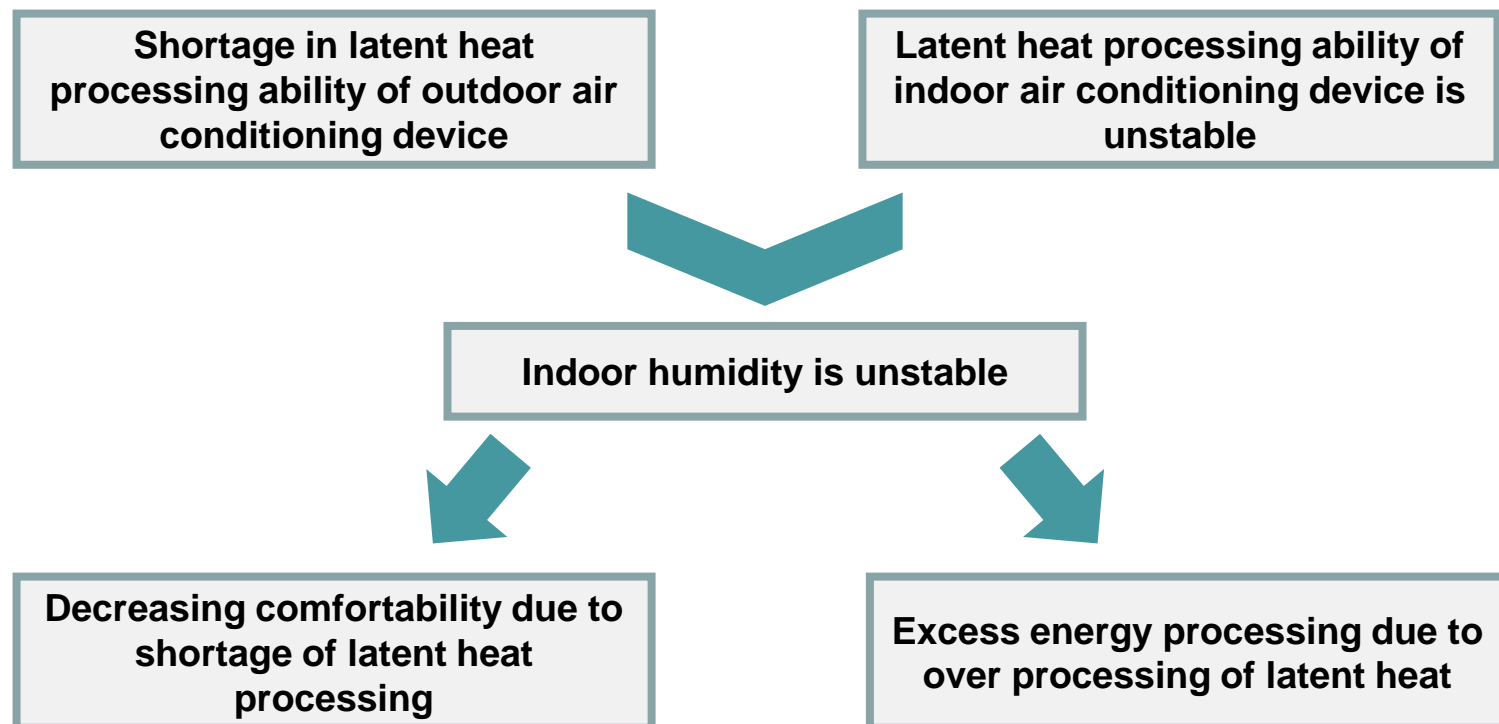 Shortage in latent heat
processing ability of outdoor air
conditioning device
Latent heat processing ability of
indoor air conditioning device is
unstable
Indoor humidity is unstable
Decreasing comfortability due to
shortage of latent heat
processing
Excess energy processing due to
over processing of latent heat